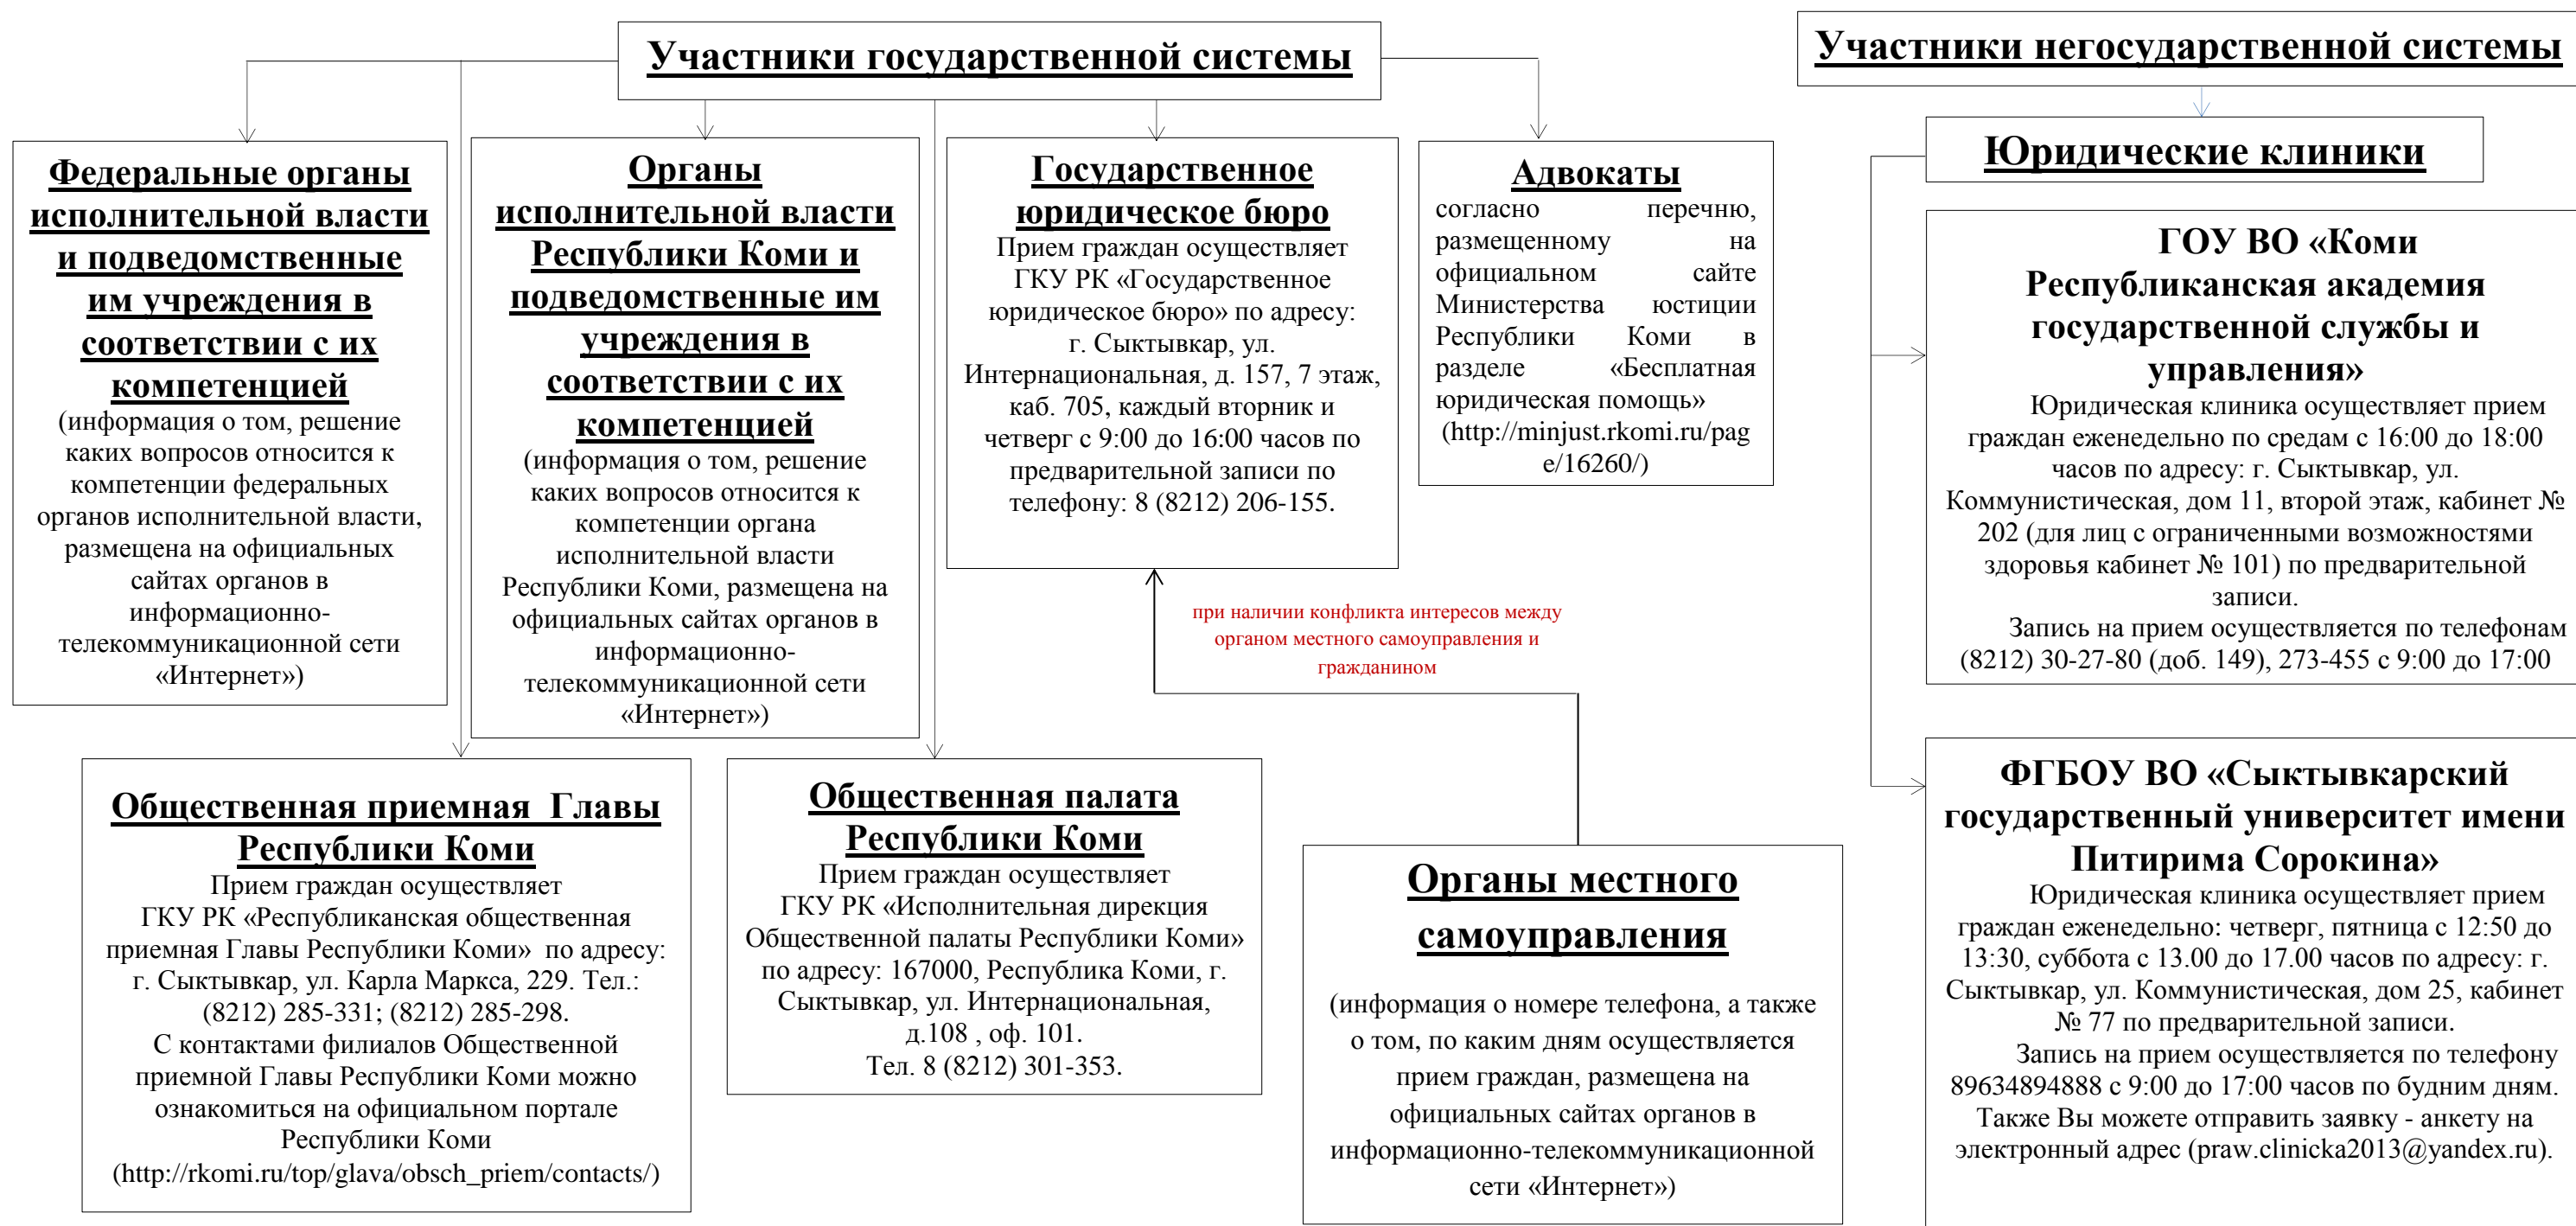 Участники государственной системы
Федеральные органы
исполнительной власти
и подведомственные
им учреждения в
соответствии с их
компетенцией
(информация о том, решение
каких вопросов относится к
компетенции федеральных
органов исполнительной власти,
размещена на официальных
сайтах органов в
информационно-
телекоммуникационной сети
«Интернет»)
Органы
исполнительной власти
Республики Коми и
подведомственные им
учреждения в
соответствии с их
компетенцией
(информация о том, решение
каких вопросов относится к
компетенции органа
исполнительной власти
Республики Коми, размещена на
официальных сайтах органов в
информационно-
телекоммуникационной сети
«Интернет»)
Государственное
юридическое бюро
Прием граждан осуществляет
ГКУ РК «Государственное
юридическое бюро» по адресу:
г. Сыктывкар, ул.
Интернациональная, д. 157, 7 этаж,
каб. 705, каждый вторник и
четверг с 9:00 до 16:00 часов по
предварительной записи по
телефону: 8 (8212) 206-155.
Адвокаты
согласно перечню,
размещенному на
официальном сайте
Министерства юстиции
Республики Коми в
разделе «Бесплатная
юридическая помощь»
(http://minjust.rkomi.ru/pag
e/16260/)
при наличии конфликта интересов между
органом местного самоуправления и
гражданином
Общественная приемная Главы
Республики Коми
Прием граждан осуществляет
ГКУ РК «Республиканская общественная
приемная Главы Республики Коми» по адресу:
г. Сыктывкар, ул. Карла Маркса, 229. Тел.:
(8212) 285-331; (8212) 285-298.
С контактами филиалов Общественной
приемной Главы Республики Коми можно
ознакомиться на официальном портале
Республики Коми
(http://rkomi.ru/top/glava/obsch_priem/contacts/)
Общественная палата
Республики Коми
Прием граждан осуществляет
ГКУ РК «Исполнительная дирекция
Общественной палаты Республики Коми»
по адресу: 167000, Республика Коми, г.
Сыктывкар, ул. Интернациональная,
д.108 , оф. 101.
Тел. 8 (8212) 301-353.
Органы местного
самоуправления
(информация о номере телефона, а также
о том, по каким дням осуществляется
прием граждан, размещена на
официальных сайтах органов в
информационно-телекоммуникационной
сети «Интернет»)
Участники негосударственной системы
Юридические клиники
ГОУ ВО «Коми
Республиканская академия
государственной службы и
управления»
Юридическая клиника осуществляет прием
граждан еженедельно по средам с 16:00 до 18:00
часов по адресу: г. Сыктывкар, ул.
Коммунистическая, дом 11, второй этаж, кабинет №
202 (для лиц с ограниченными возможностями
здоровья кабинет № 101) по предварительной
записи.
Запись на прием осуществляется по телефонам
(8212) 30-27-80 (доб. 149), 273-455 с 9:00 до 17:00
ФГБОУ ВО «Сыктывкарский
государственный университет имени
Питирима Сорокина»
Юридическая клиника осуществляет прием
граждан еженедельно: четверг, пятница с 12:50 до
13:30, суббота с 13.00 до 17.00 часов по адресу: г.
Сыктывкар, ул. Коммунистическая, дом 25, кабинет
№ 77 по предварительной записи.
Запись на прием осуществляется по телефону
89634894888 с 9:00 до 17:00 часов по будним дням.
Также Вы можете отправить заявку - анкету на
электронный адрес (praw.clinicka2013@yandex.ru).